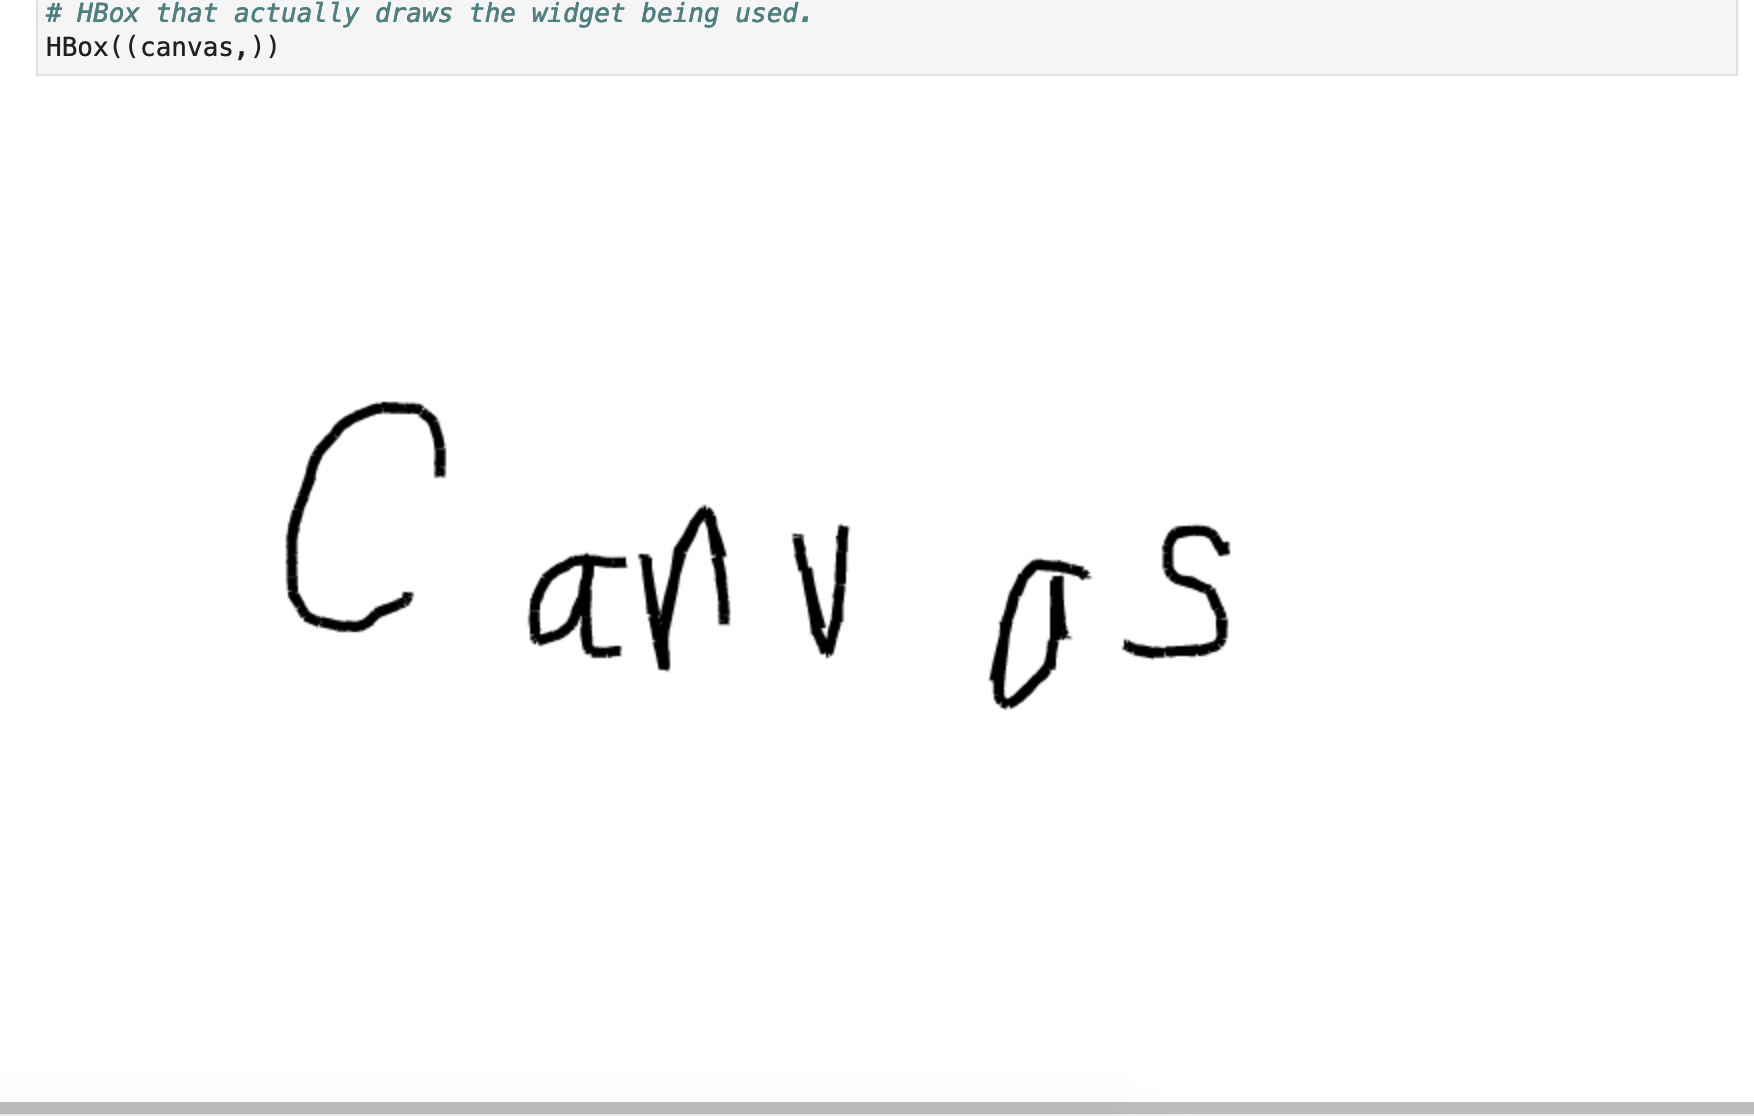 # HBox that actually draws the widget being used.
HBox((canvas,))
Canvas